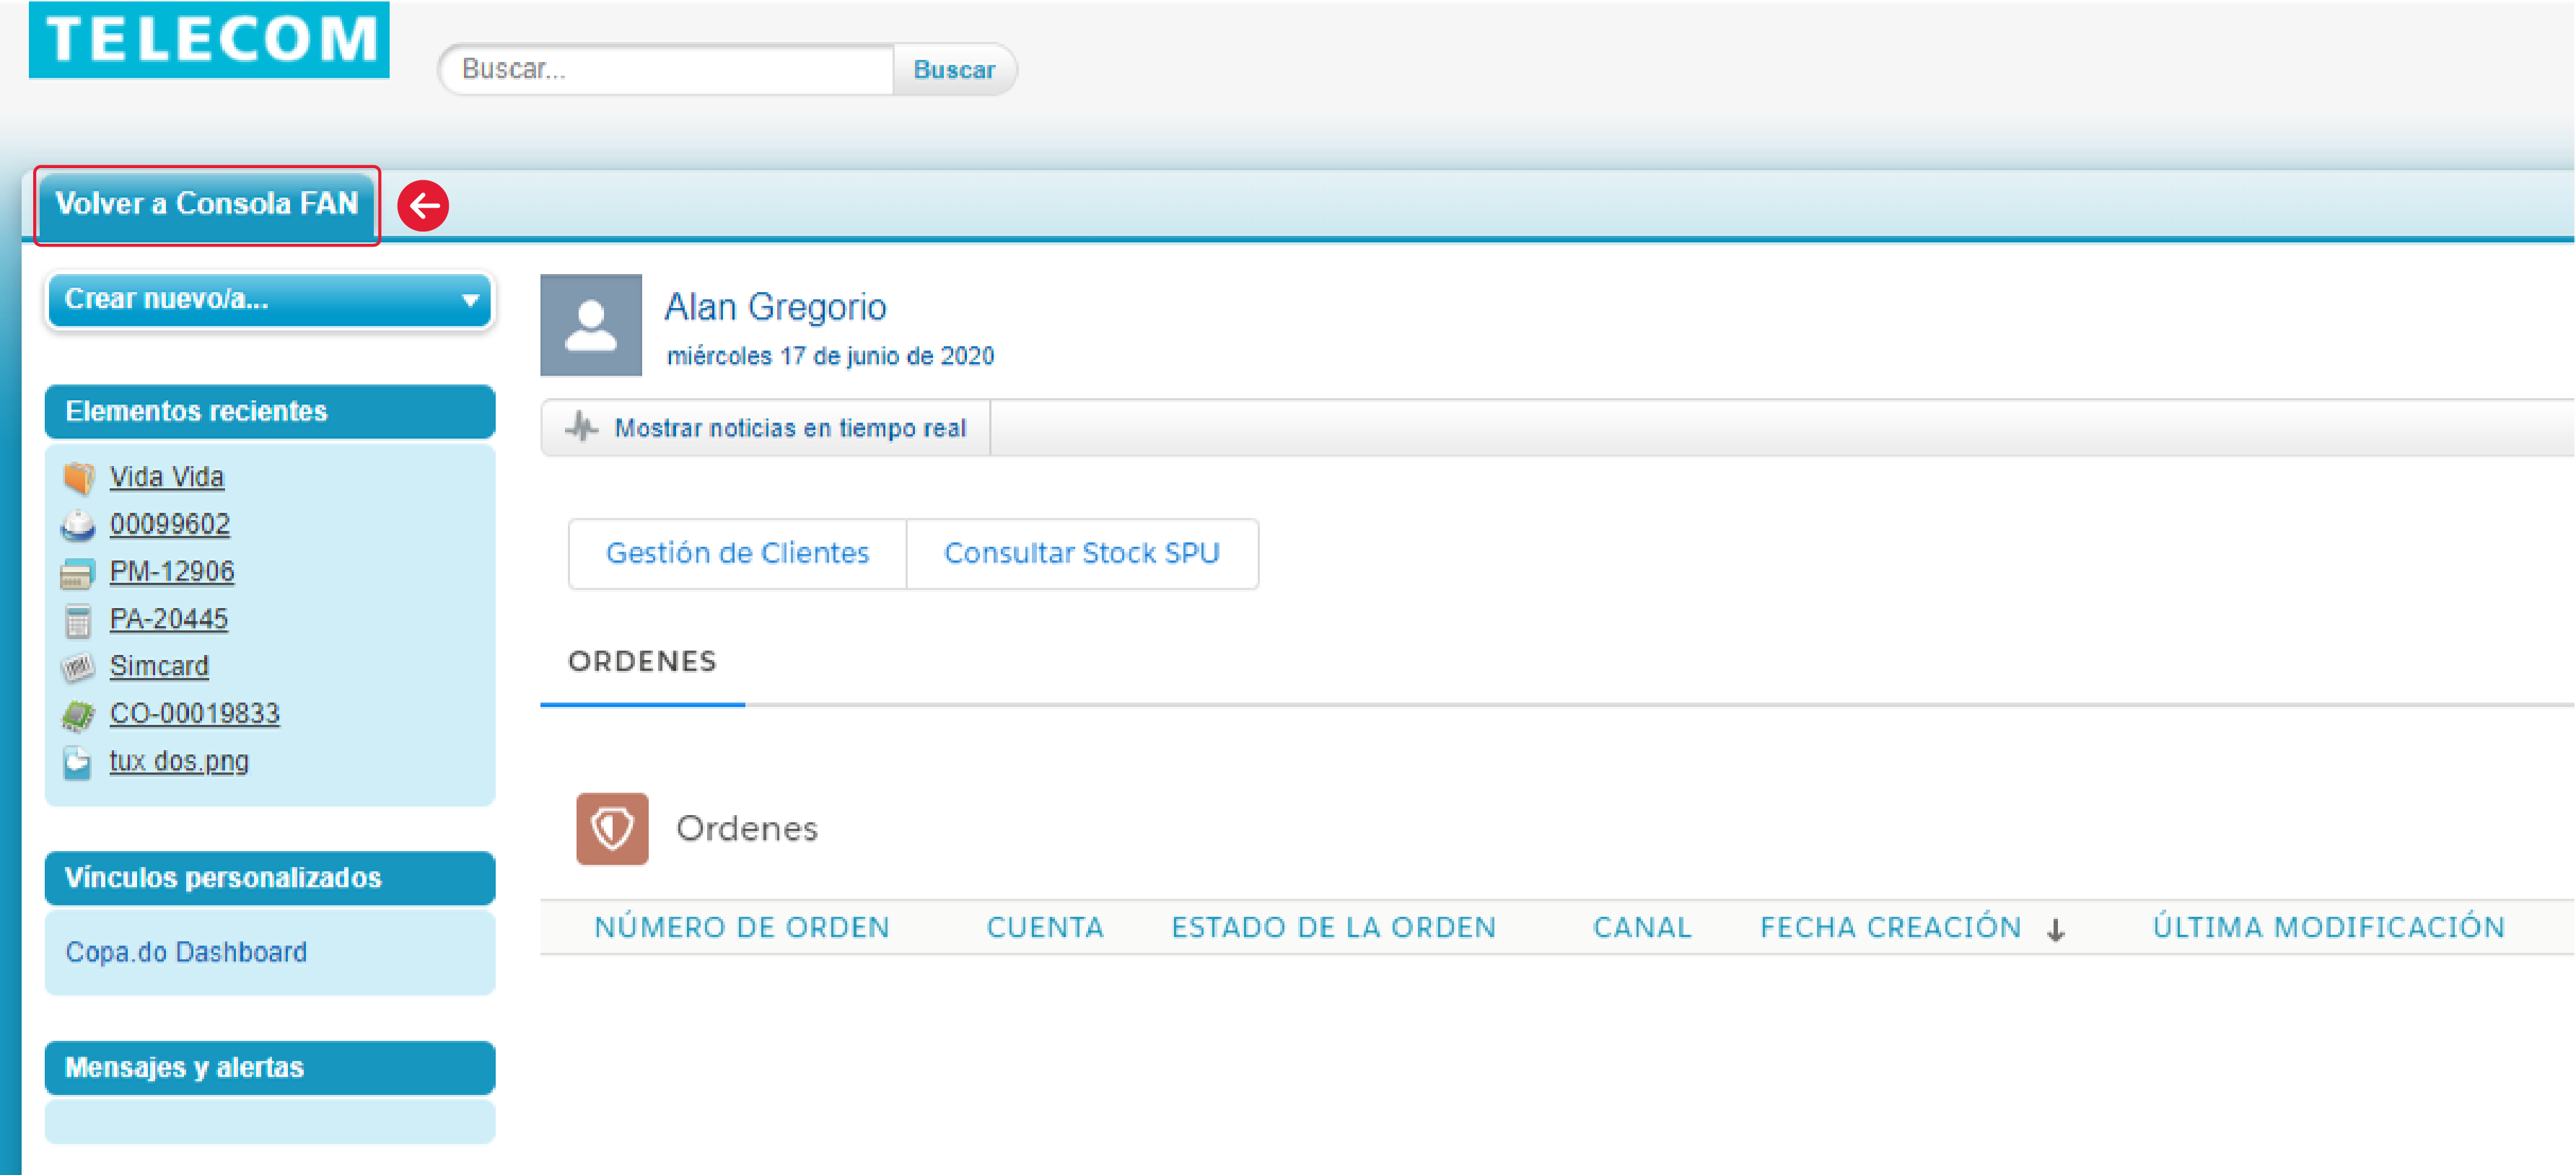 TELECOM
Buscar...
Buscar
Volver a Consola FAN
Crear nuevo/a...
Elementos recientes
Vida Vida
00099602
PM-12906
PA-20445
Simcard
CO-00019833
tux dos.png
Vínculos personalizados
Copa.do Dashboard
Mensajes y alertas
Alan Gregorio
miércoles 17 de junio de 2020
Mostrar noticias en tiempo real
Gestión de Clientes
Consultar Stock SPU
ORDENES
Ordenes
NÚMERO DE ORDEN CUENTA ESTADO DE LA ORDEN CANAL FECHA CREACIÓN ↓ ÚLTIMA MODIFICACIÓN